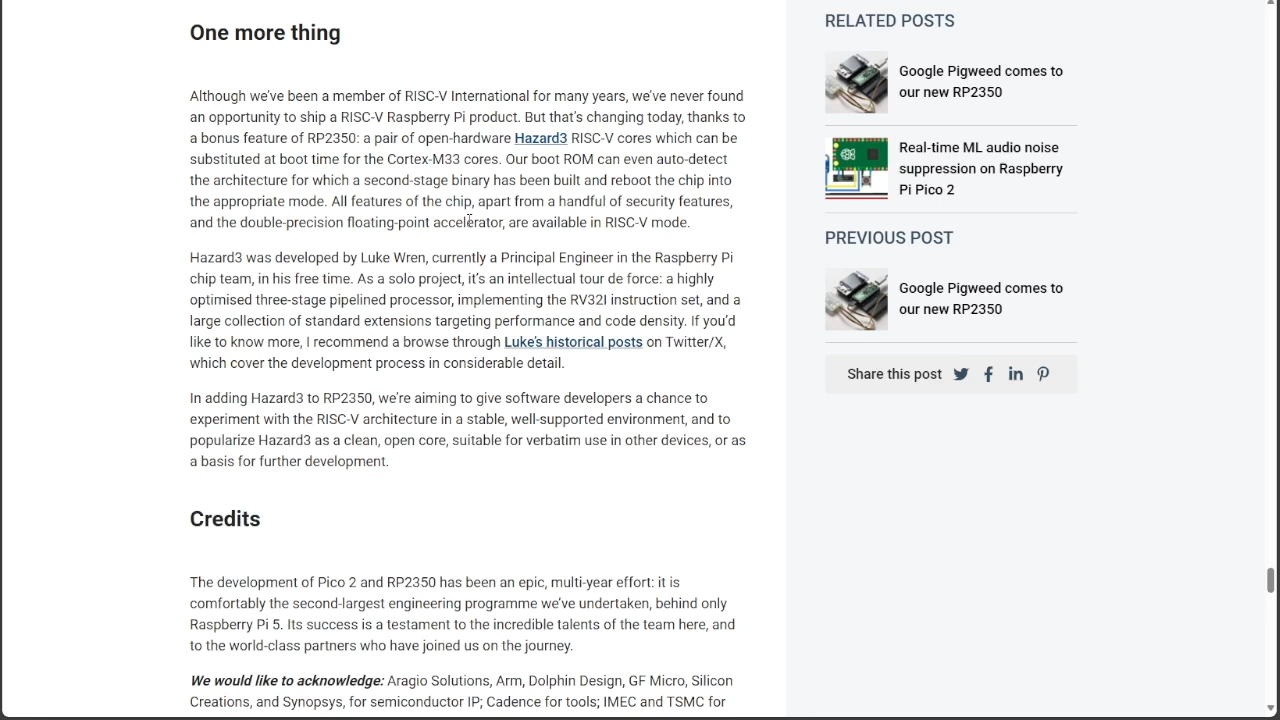 One more thing
Although we've been a member of RISC-V International for many years, we've never found
an opportunity to ship a RISC-V Raspberry Pi product. But that's changing today, thanks to
a bonus feature of RP2350: a pair of open-hardware Hazard3 RISC-V cores which can be
substituted at boot time for the Cortex-M33 cores. Our boot ROM can even auto-detect
the architecture for which a second-stage binary has been built and reboot the chip into
the appropriate mode. All features of the chip, apart from a handful of security features,
and the double-precision floating-point accelerator, are available in RISC-V mode.
Hazard3 was developed by Luke Wren, currently a Principal Engineer in the Raspberry Pi
chip team, in his free time. As a solo project, it's an intellectual tour de force: a highly
optimised three-stage pipelined processor, implementing the RV32I instruction set, and a
large collection of standard extensions targeting performance and code density. If you'd
like to know more, I recommend a browse through Luke's historical posts on Twitter/X,
which cover the development process in considerable detail.
In adding Hazard3 to RP2350, we're aiming to give software developers a chance to
experiment with the RISC-V architecture in a stable, well-supported environment, and to
popularize Hazard3 as a clean, open core, suitable for verbatim use in other devices, or as
a basis for further development.
Credits
The development of Pico 2 and RP2350 has been an epic, multi-year effort: it is
comfortably the second-largest engineering programme we've undertaken, behind only
Raspberry Pi 5. Its success is a testament to the incredible talents of the team here, and
to the world-class partners who have joined us on the journey.
We would like to acknowledge: Aragio Solutions, Arm, Dolphin Design, GF Micro, Silicon
Creations, and Synopsys, for semiconductor IP; Cadence for tools; IMEC and TSMC for
RELATED POSTS
Google Pigweed comes to
our new RP2350
Real-time ML audio noise
suppression on Raspberry
Pi Pico 2
PREVIOUS POST
Google Pigweed comes to
our new RP2350
Share this post